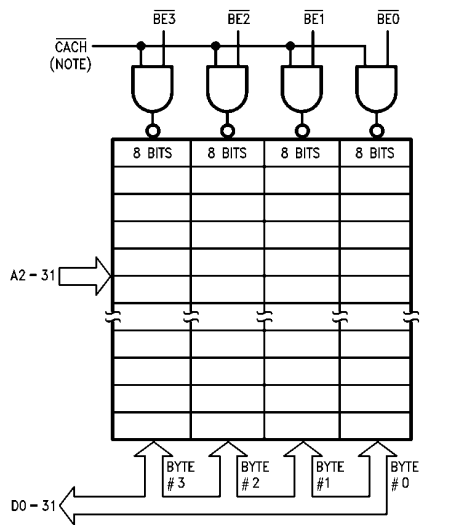 BE3 BE2 BE1 BE0
CACH
(NOTE)
8 BITS 8 BITS 8 BITS 8 BITS
A2-31
BYTE #3
BYTE #2
BYTE #1
BYTE #0
D0-31